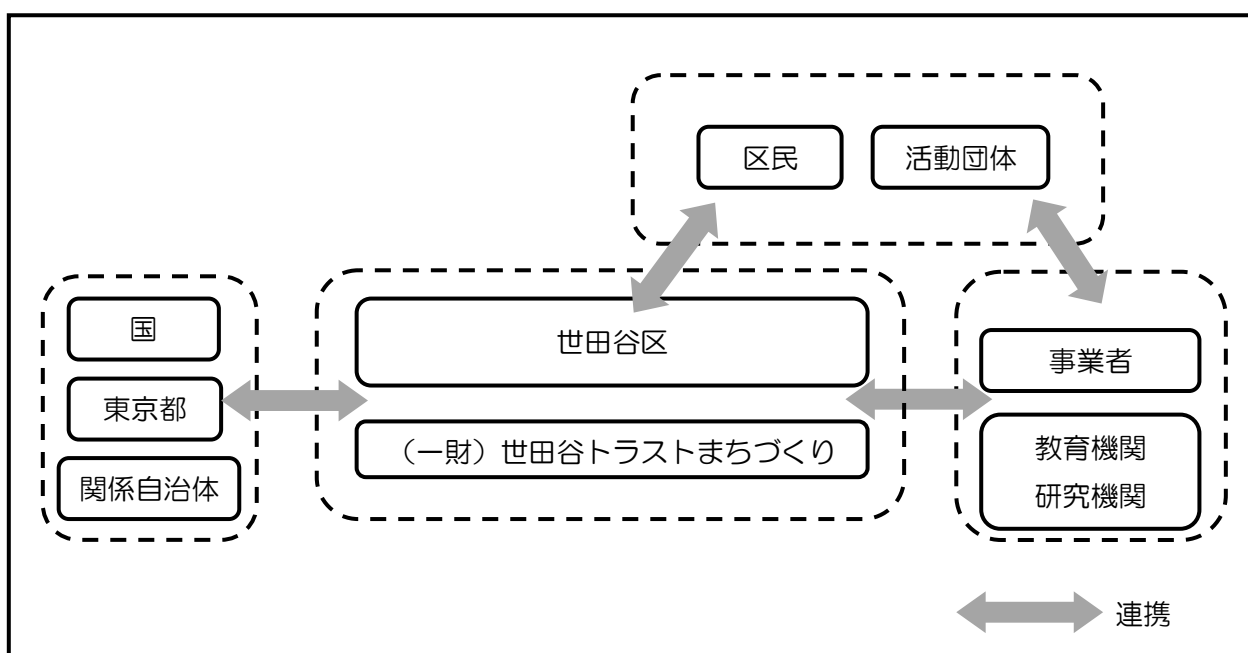 区民
活動団体
国
東京都
関係自治体
世田谷区
（一財）世田谷トラストまちづくり
事業者
教育機関
研究機関
連携